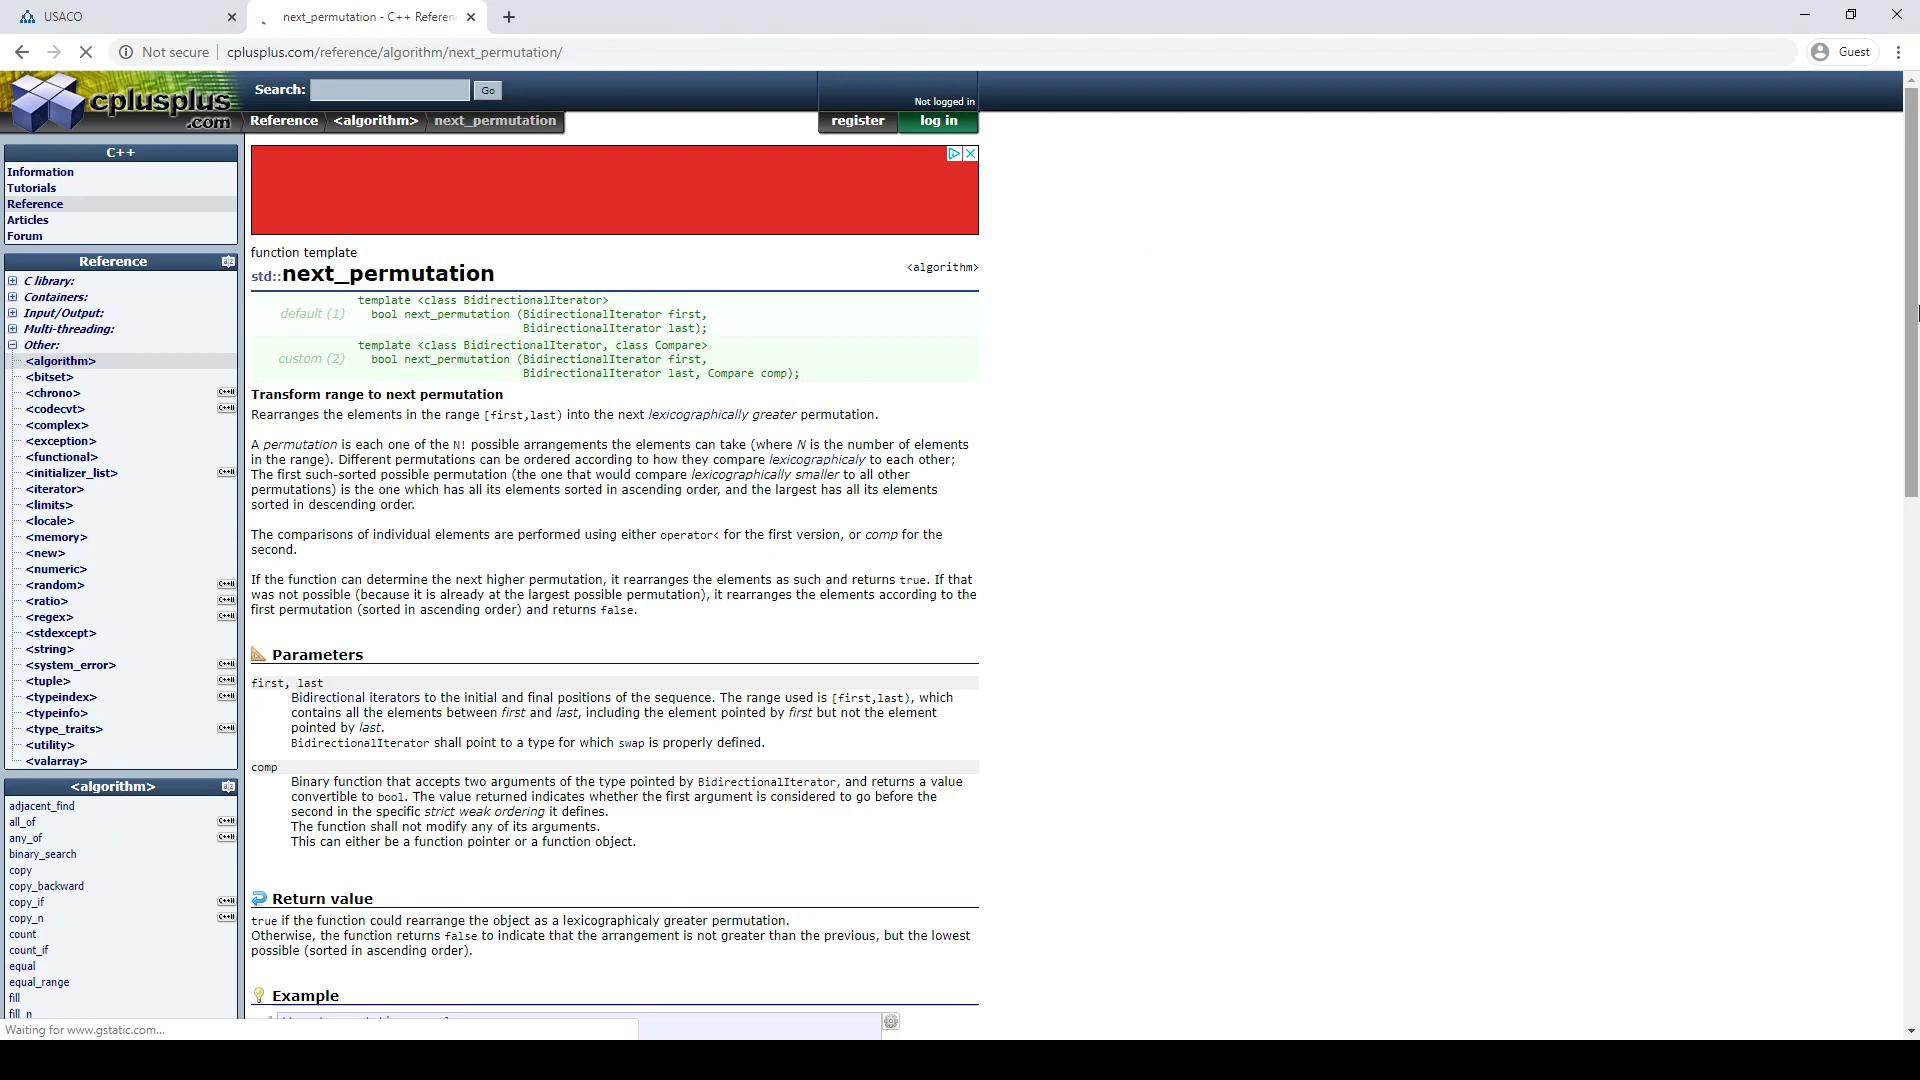 USACO
next_permutation - C++ Referen
Not secure
cplusplus.com/reference/algorithm/next_permutation/
Guest
cplusplus
.com
Search:
Go
Not logged in
Reference
<algorithm>
next_permutation
register
log in
C++
Information
Tutorials
Reference
Articles
Forum
Reference
C library:
Containers:
Input/Output:
Multi-threading:
Other:
<algorithm>
<bitset>
<chrono>
C++11
<codecvt>
C++11
<complex>
<exception>
<functional>
<initializer_list>
C++11
<iterator>
<limits>
<locale>
<memory>
<new>
<numeric>
<random>
C++11
<ratio>
C++11
<regex>
C++11
<stdexcept>
<string>
<system_error>
C++11
<tuple>
C++11
<typeindex>
C++11
<typeinfo>
<type_traits>
C++11
<utility>
<valarray>
<algorithm>
adjacent_find
all_of
C++11
any_of
C++11
binary_search
copy
copy_backward
copy_if
C++11
copy_n
C++11
count
count_if
equal
equal_range
fill
fill_n
function template
std::next_permutation
<algorithm>
default (1)
template <class BidirectionalIterator>
bool next_permutation (BidirectionalIterator first,
BidirectionalIterator last);
custom (2)
template <class BidirectionalIterator, class Compare>
bool next_permutation (BidirectionalIterator first,
BidirectionalIterator last, Compare comp);
Transform range to next permutation
Rearranges the elements in the range [first,last) into the next lexicographically greater permutation.
A permutation is each one of the N! possible arrangements the elements can take (where N is the number of elements
in the range). Different permutations can be ordered according to how they compare lexicographicaly to each other;
The first such-sorted possible permutation (the one that would compare lexicographically smaller to all other
permutations) is the one which has all its elements sorted in ascending order, and the largest has all its elements
sorted in descending order.
The comparisons of individual elements are performed using either operator< for the first version, or comp for the
second.
If the function can determine the next higher permutation, it rearranges the elements as such and returns true. If that
was not possible (because it is already at the largest possible permutation), it rearranges the elements according to the
first permutation (sorted in ascending order) and returns false.
Parameters
first, last
Bidirectional iterators to the initial and final positions of the sequence. The range used is [first,last), which
contains all the elements between first and last, including the element pointed by first but not the element
pointed by last.
BidirectionalIterator shall point to a type for which swap is properly defined.
comp
Binary function that accepts two arguments of the type pointed by BidirectionalIterator, and returns a value
convertible to bool. The value returned indicates whether the first argument is considered to go before the
second in the specific strict weak ordering it defines.
The function shall not modify any of its arguments.
This can either be a function pointer or a function object.
Return value
true if the function could rearrange the object as a lexicographicaly greater permutation.
Otherwise, the function returns false to indicate that the arrangement is not greater than the previous, but the lowest
possible (sorted in ascending order).
Example
Waiting for www.gstatic.com...